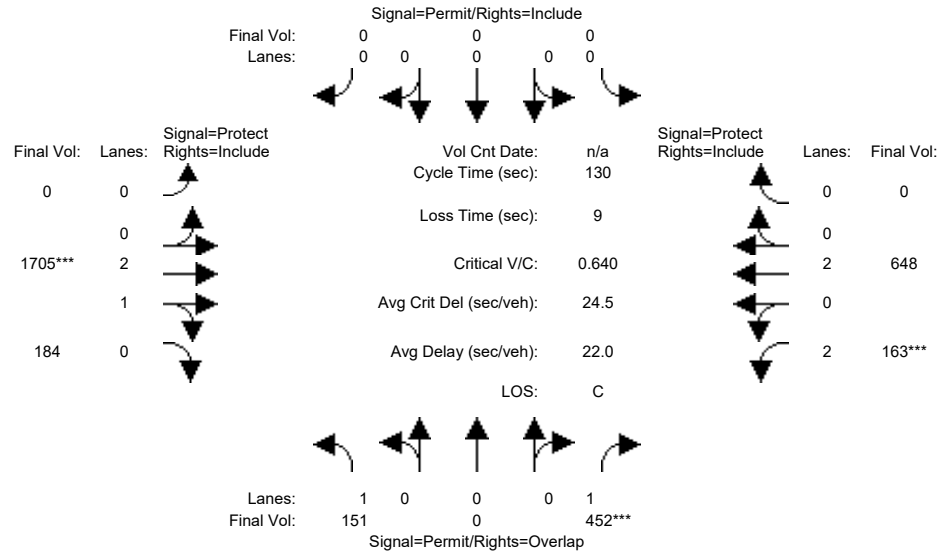 Signal=Permit/Rights=Include
Final Vol: 0 0 0
Lanes: 0 0 0 0 0
Signal=Protect
Final Vol: Lanes: Rights=Include
Vol Cnt Date: n/a
Signal=Protect
Rights=Include Lanes: Final Vol:
Cycle Time (sec): 130
0 0
0 0
Loss Time (sec): 9
0
0
1705*** 2
Critical V/C: 0.640
2 648
1
Avg Crit Del (sec/veh): 24.5
0
184 0
Avg Delay (sec/veh): 22.0
2 163***
LOS: C
Lanes: 1 0 0 0 1
Final Vol: 151 0 452***
Signal=Permit/Rights=Overlap